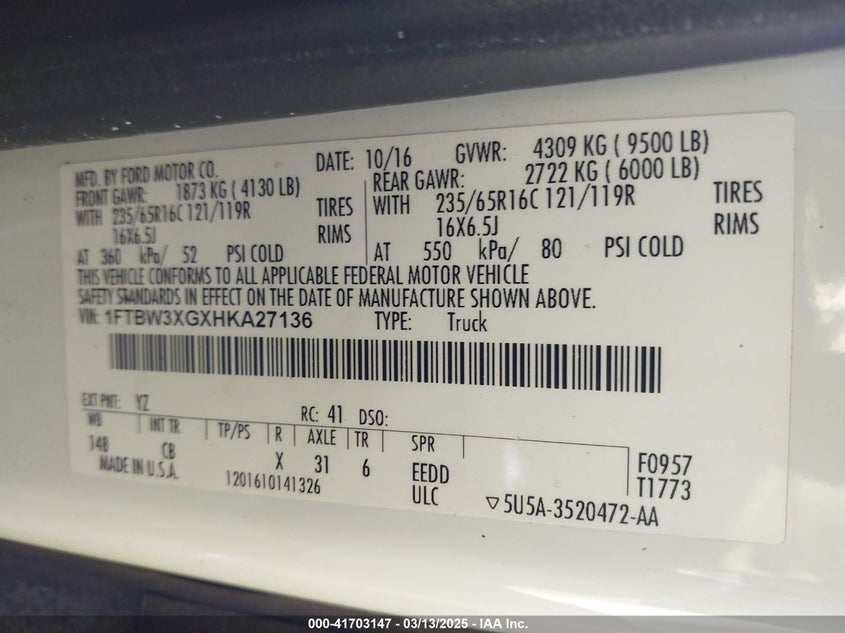 MFD. BY FORD MOTOR CO. DATE: 10/16 GVWR: 4309 KG ( 9500 LB)
FRONT GAWR: 1873 KG ( 4130 LB) REAR GAWR: 2722 KG ( 6000 LB)
WITH 235/65R16C 121/119R TIRES WITH 235/65R16C 121/119R TIRES
16X6.5J RIMS 16X6.5J RIMS
AT 360 kPa/ 52 PSI COLD AT 550 kPa/ 80 PSI COLD
THIS VEHICLE CONFORMS TO ALL APPLICABLE FEDERAL MOTOR VEHICLE
SAFETY STANDARDS IN EFFECT ON THE DATE OF MANUFACTURE SHOWN ABOVE.
VIN: 1FTBW3XGXHKA27136 TYPE: Truck
EXT PNT: YZ RC: 41 DSO:
WB INT TR TP/PS R AXLE TR SPR
148 CB X 31 6 EEDD F0957
MADE IN U.S.A. 1201610141326 ULC T1773
▽5U5A-3520472-AA
000-41703147 - 03/13/2025 - IAA Inc.